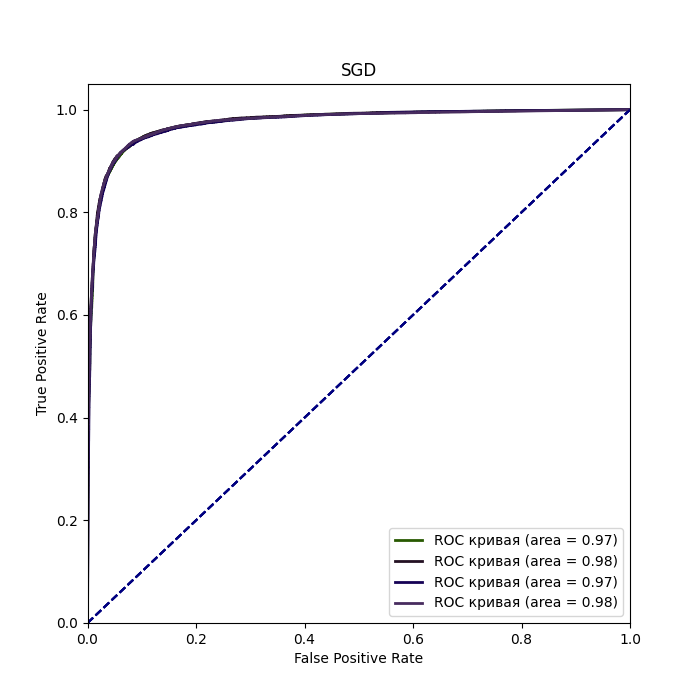 SGD
True Positive Rate
1.0
0.8
0.6
0.4
0.2
0.0
ROC кривая (area = 0.97)
ROC кривая (area = 0.98)
ROC кривая (area = 0.97)
ROC кривая (area = 0.98)
0.0 0.2 0.4 0.6 0.8 1.0
False Positive Rate